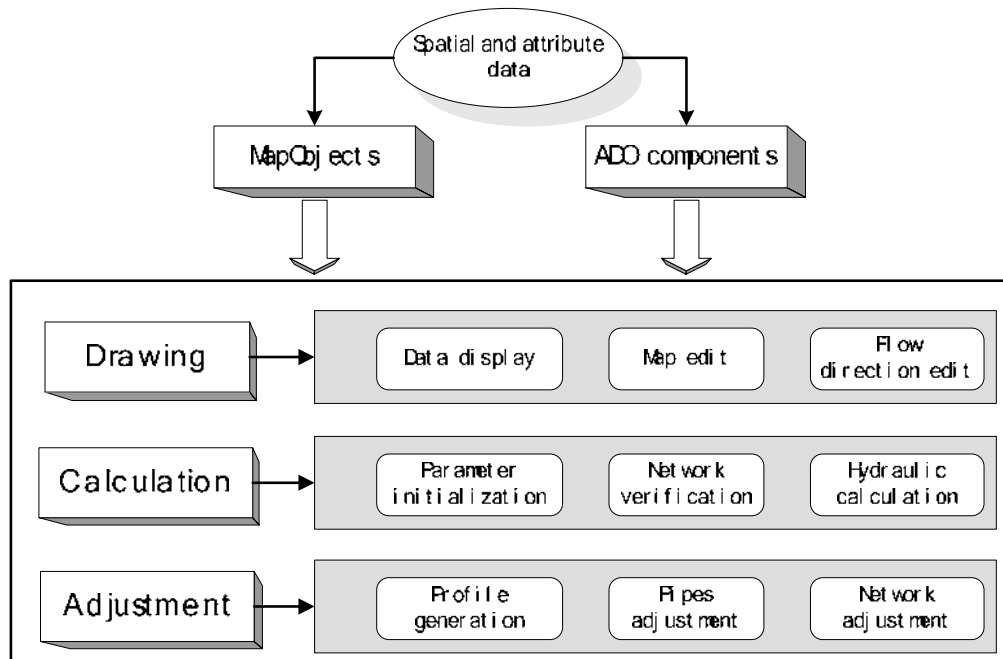 Spatial and attribute
data
MapObjects
ADO components
Drawing
Data display
Map edit
Flow
direction edit
Calculation
Parameter
initialization
Network
verification
Hydraulic
calculation
Adjustment
Profile
generation
Pipes
adjustment
Network
adjustment